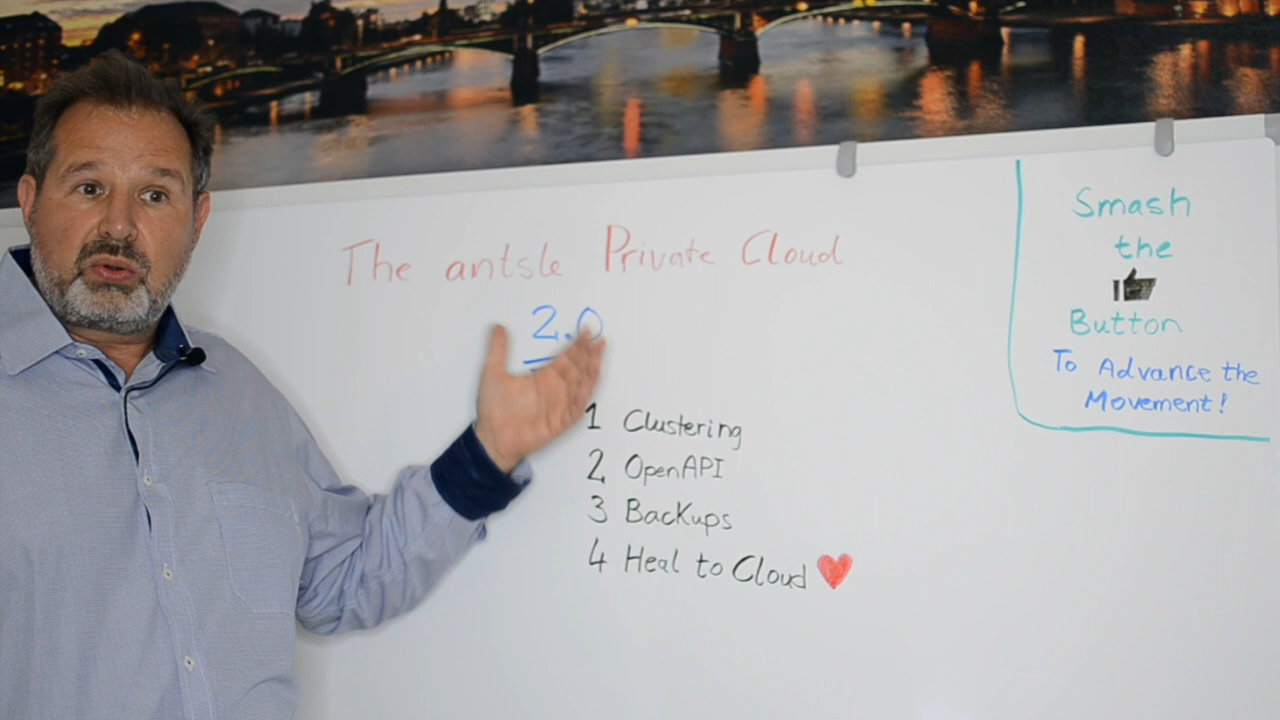 The antsle Private Cloud
2.0
1 Clustering
2 OpenAPI
3 Backups
4 Heal to Cloud
Smash
the
Button
To Advance the
Movement!